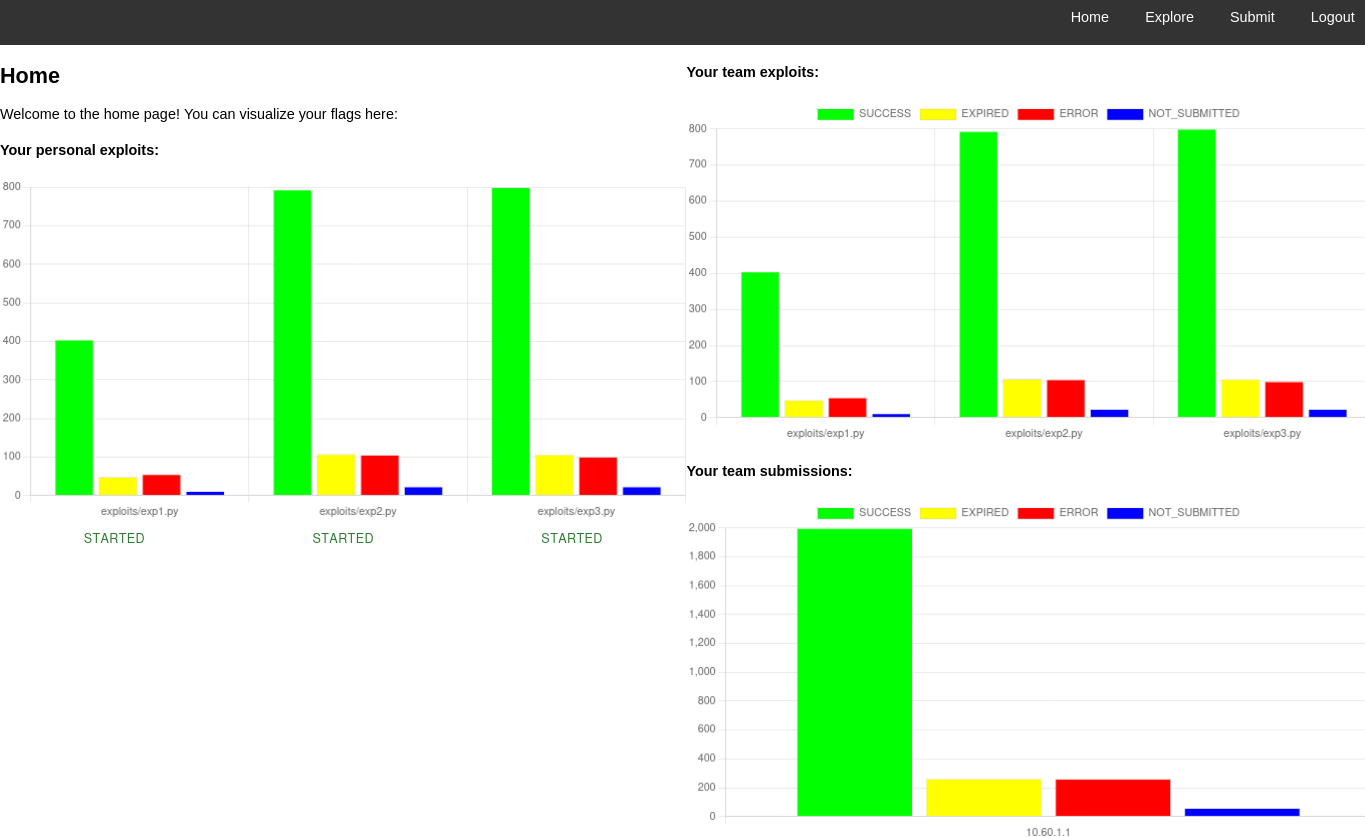 Home Explore Submit Logout
Home
Welcome to the home page! You can visualize your flags here:
Your personal exploits:
800
700
600
500
400
300
200
100
0
exploits/exp1.py exploits/exp2.py exploits/exp3.py
STARTED STARTED STARTED
Your team exploits:
SUCCESS EXPIRED ERROR NOT_SUBMITTED
800
700
600
500
400
300
200
100
0
exploits/exp1.py exploits/exp2.py exploits/exp3.py
Your team submissions:
SUCCESS EXPIRED ERROR NOT_SUBMITTED
2,000
1,800
1,600
1,400
1,200
1,000
800
600
400
200
0
10.60.1.1